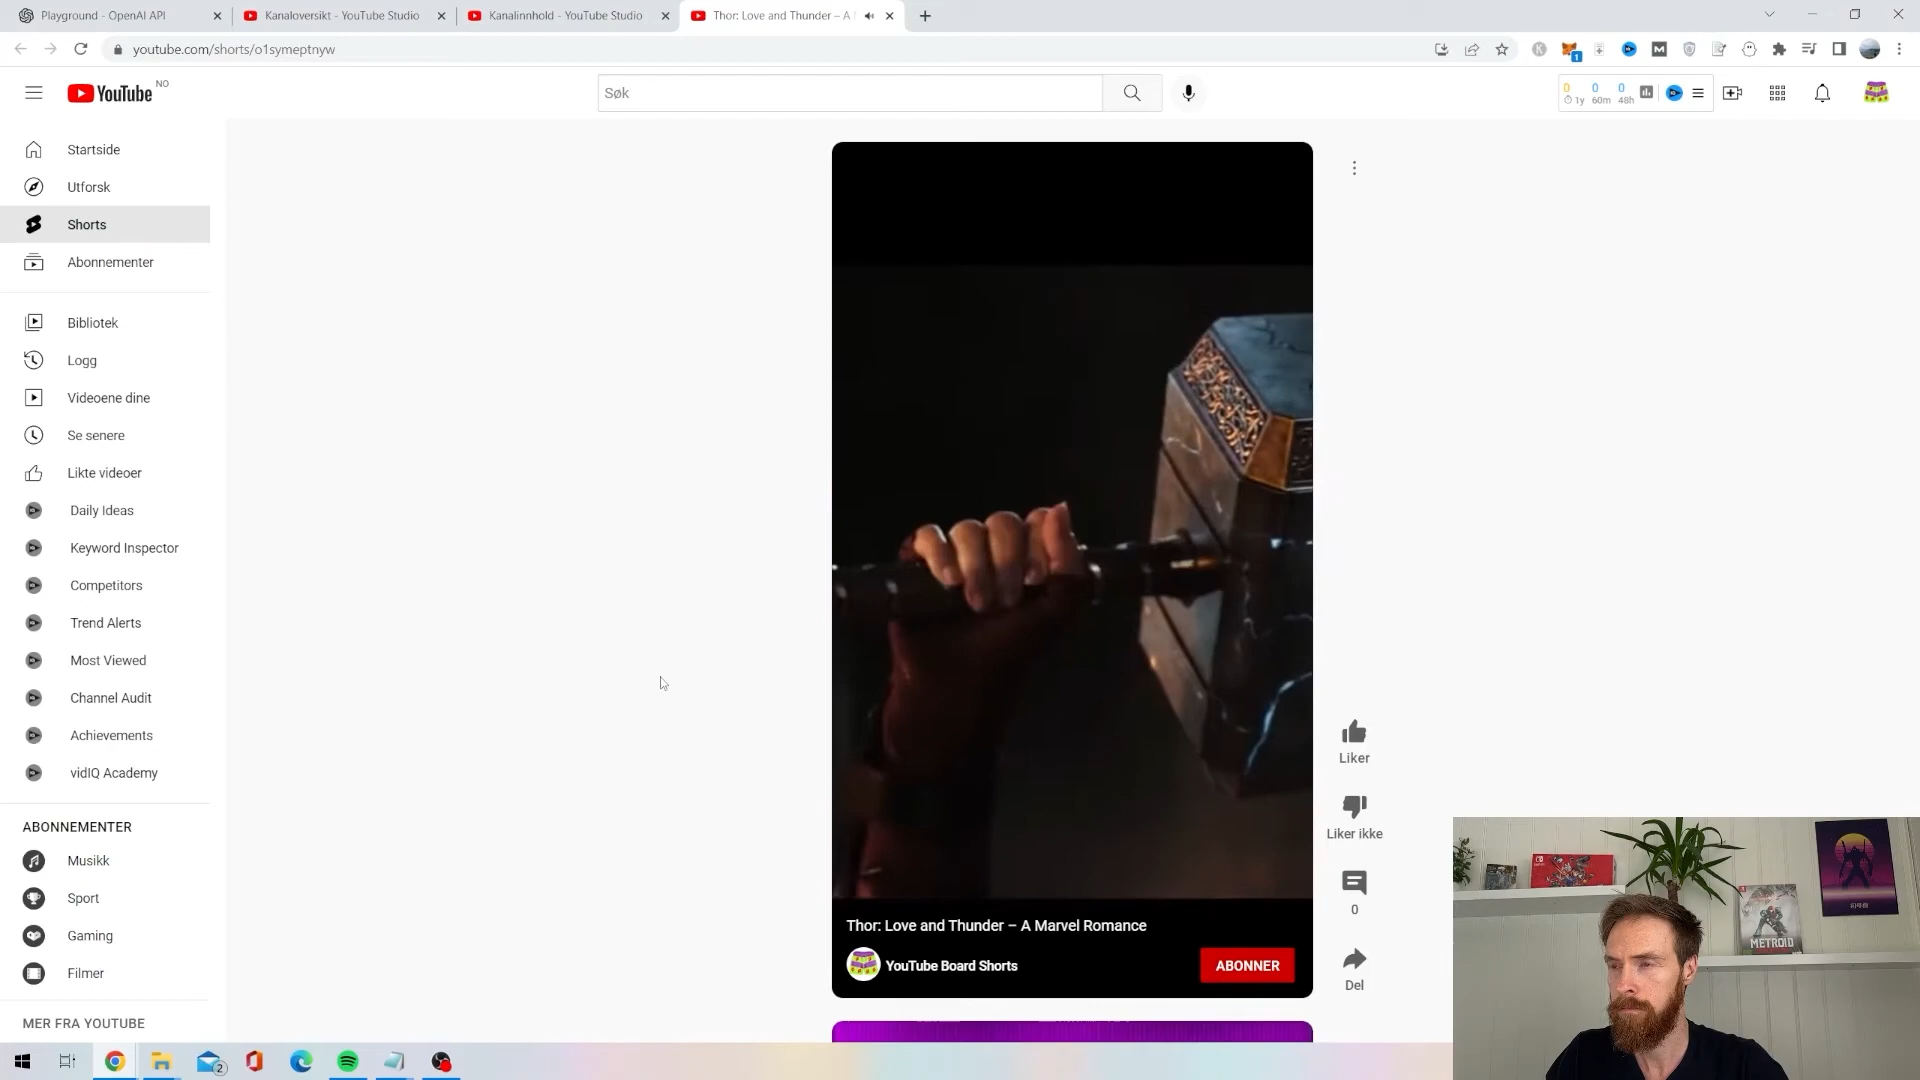 Playground - OpenAI API
Kanaloversikt - YouTube Studio
Kanalinnhold - YouTube Studio
Thor: Love and Thunder – A
youtube.com/shorts/o1symeptnyw
YouTube NO
Søk
0 0 0
1y 60m 48h
1
Startside
Utforsk
Shorts
Abonnementer
Bibliotek
Logg
Videoene dine
Se senere
Likte videoer
Daily Ideas
Keyword Inspector
Competitors
Trend Alerts
Most Viewed
Channel Audit
Achievements
vidIQ Academy
ABONNEMENTER
Musikk
Sport
Gaming
Filmer
MER FRA YOUTUBE
Liker
Liker ikke
0
Del
Thor: Love and Thunder – A Marvel Romance
YouTube Board Shorts
ABONNER
METROID
2